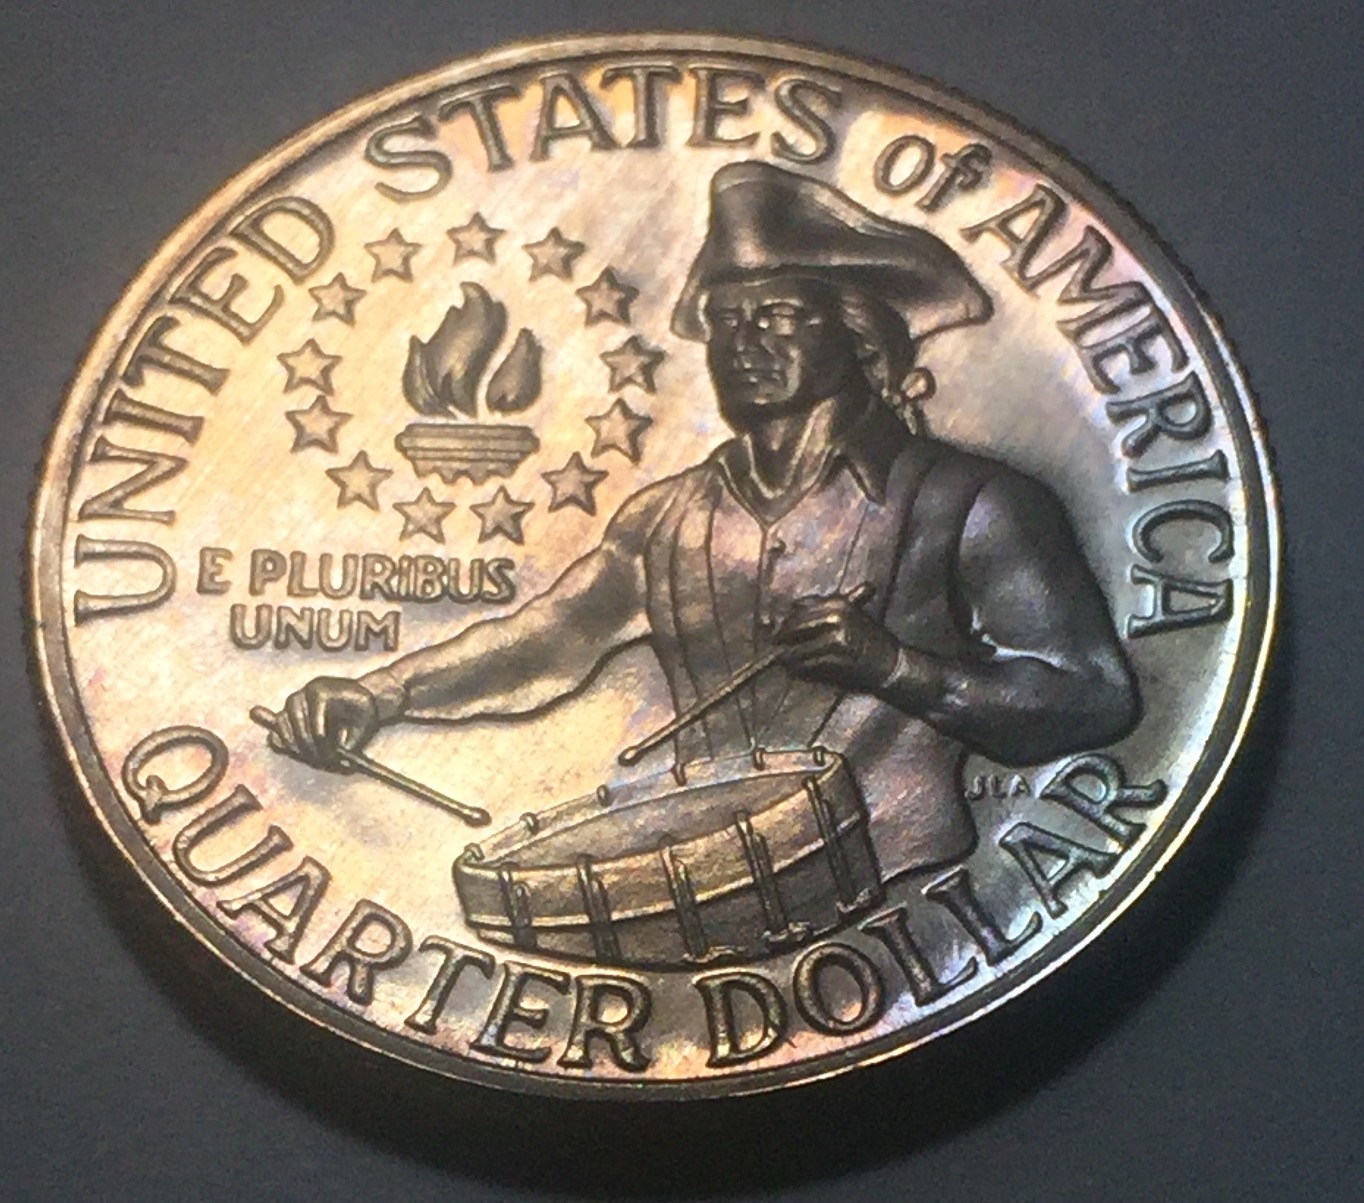 UNITED STATES of AMERICA
E PLURIBUS
UNUM
JLA
QUARTER DOLLAR